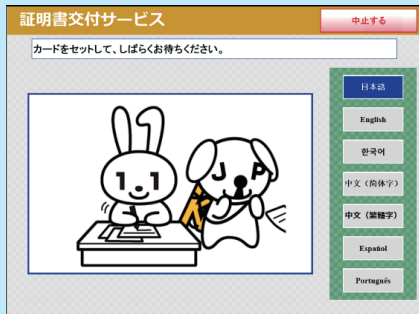 証明書交付サービス
中止する
カードをセットして、しばらくお待ちください。
日本語
English
한국어
中文（简体字）
中文（繁體字）
Español
Português
1 1
J P